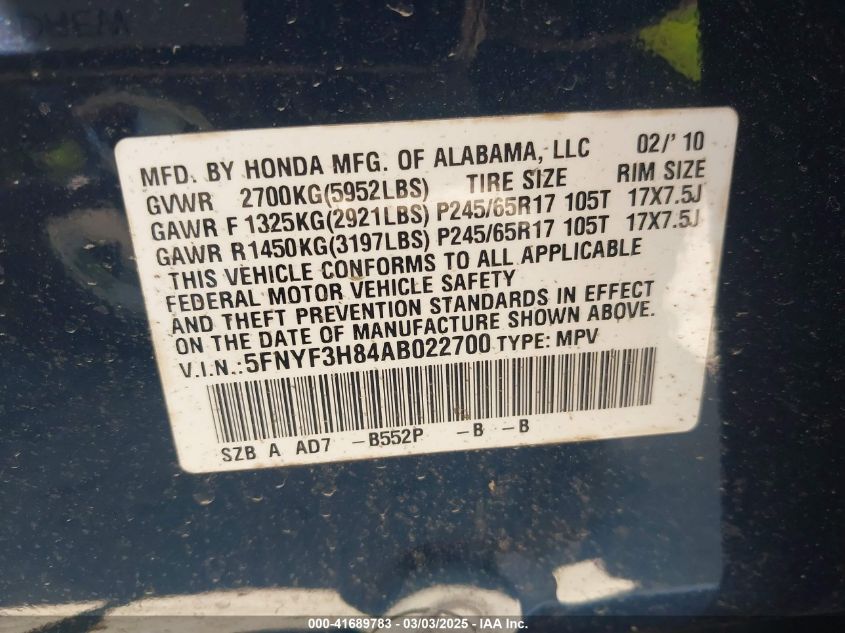 MFD. BY HONDA MFG. OF ALABAMA, LLC 02/'10
GVWR 2700KG(5952LBS) TIRE SIZE RIM SIZE
GAWR F 1325KG(2921LBS) P245/65R17 105T 17X7.5J
GAWR R1450KG(3197LBS) P245/65R17 105T 17X7.5J
THIS VEHICLE CONFORMS TO ALL APPLICABLE
FEDERAL MOTOR VEHICLE SAFETY
AND THEFT PREVENTION STANDARDS IN EFFECT
ON THE DATE OF MANUFACTURE SHOWN ABOVE.
V.I.N.:5FNYF3H84AB022700 TYPE: MPV
SZB A AD7 -B552P -B -B
000-41689783 - 03/03/2025 - IAA Inc.